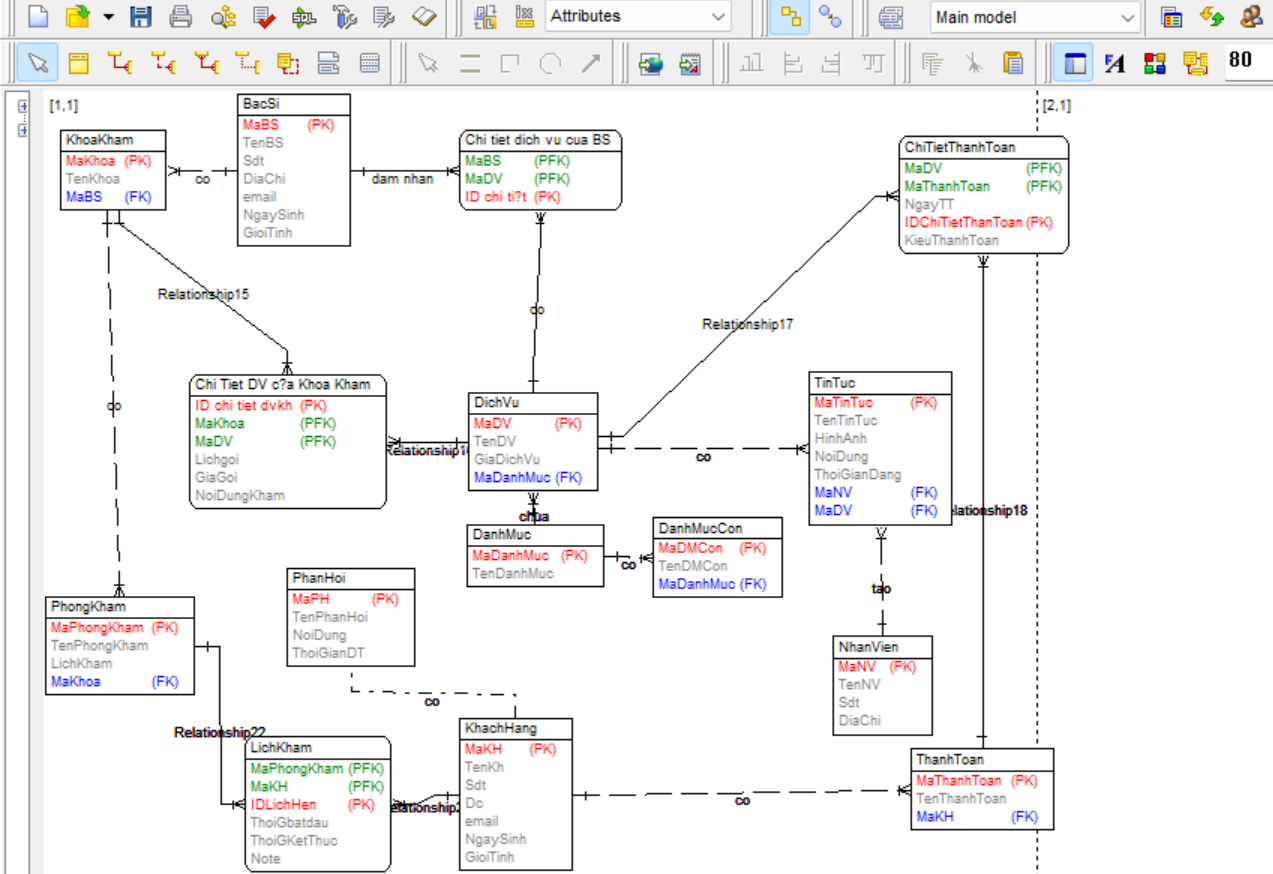 Attributes
Main model
80
[1,1]
[2,1]
BacSi
MaBS (PK)
TenBS
Sdt
DiaChi
email
NgaySinh
GioiTinh
KhoaKham
MaKhoa (PK)
TenKhoa
MaBS (FK)
co
dam nhan
Chi tiet dich vu cua BS
MaBS (PFK)
MaDV (PFK)
ID chi ti?t (PK)
ChiTietThanhToan
MaDV (PFK)
MaThanhToan (PFK)
NgayTT
IDChiTietThanToan (PK)
KieuThanhToan
Relationship15
co
Relationship17
co
Chi Tiet DV c?a Khoa Kham
ID chi tiet dvkh (PK)
MaKhoa (PFK)
MaDV (PFK)
Lichgoi
GiaGoi
NoiDungKham
DichVu
MaDV (PK)
TenDV
GiaDichVu
MaDanhMuc (FK)
co
TinTuc
MaTinTuc (PK)
TenTinTuc
HinhAnh
NoiDung
ThoiGianDang
MaNV (FK)
MaDV (FK)
elationship18
chua
DanhMuc
MaDanhMuc (PK)
TenDanhMuc
co
DanhMucCon
MaDMCon (PK)
TenDMCon
MaDanhMuc (FK)
PhanHoi
MaPH (PK)
TenPhanHoi
NoiDung
ThoiGianDT
tao
PhongKham
MaPhongKham (PK)
TenPhongKham
LichKham
MaKhoa (FK)
NhanVien
MaNV (PK)
TenNV
Sdt
DiaChi
co
Relationship22
LichKham
MaPhongKham (PFK)
MaKH (PFK)
IDLichHen (PK)
ThoiGbatdau
ThoiGKetThuc
Note
KhachHang
MaKH (PK)
TenKh
Sdt
Dc
email
NgaySinh
GioiTinh
co
ThanhToan
MaThanhToan (PK)
TenThanhToan
MaKH (FK)